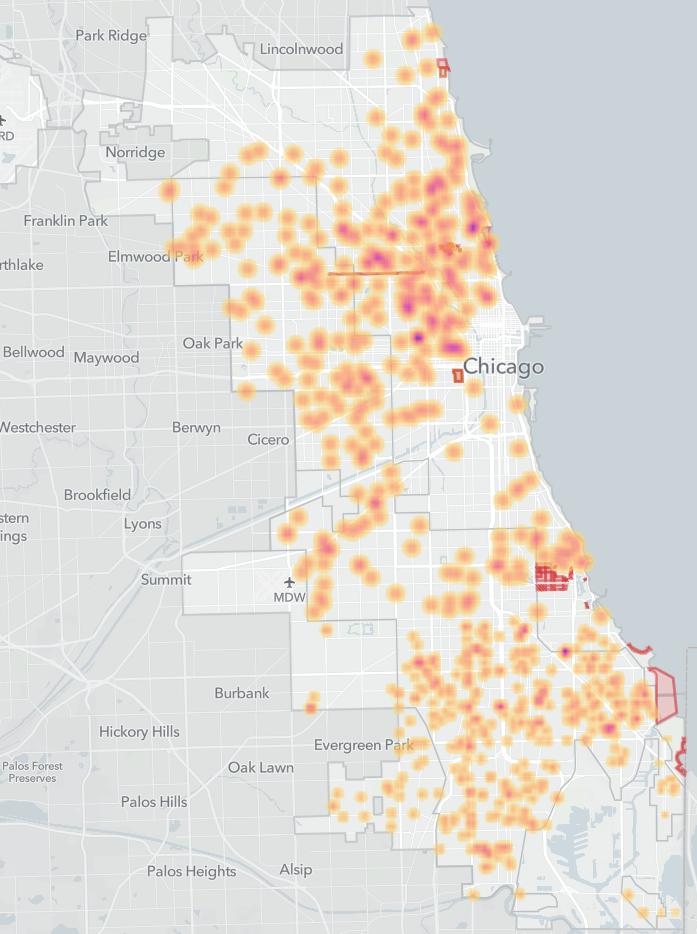 Park Ridge
Lincolnwood
RD
Norridge
Franklin Park
Elmwood Park
rthlake
Oak Park
Bellwood
Maywood
Chicago
Westchester
Berwyn
Cicero
Brookfield
stern
ings
Lyons
Summit
MDW
Burbank
Hickory Hills
Evergreen Park
Palos Forest
Preserves
Oak Lawn
Palos Hills
Palos Heights
Alsip